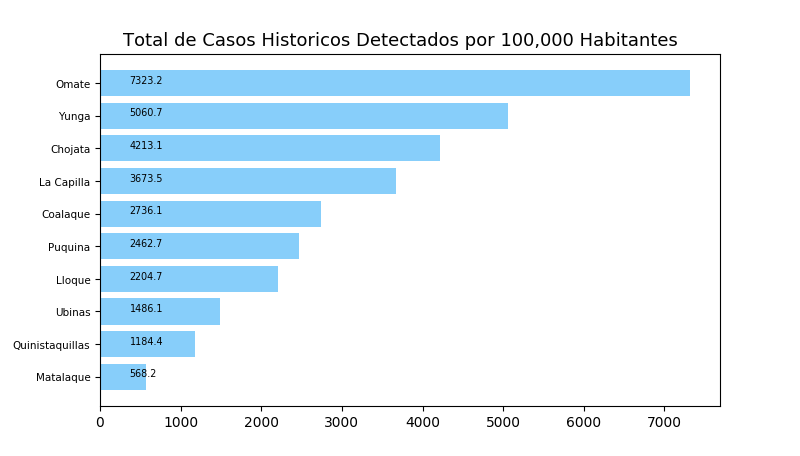 Total de Casos Historicos Detectados por 100,000 Habitantes
Omate 7323.2
Yunga 5060.7
Chojata 4213.1
La Capilla 3673.5
Coalaque 2736.1
Puquina 2462.7
Lloque 2204.7
Ubinas 1486.1
Quinistaquillas 1184.4
Matalaque 568.2
0 1000 2000 3000 4000 5000 6000 7000